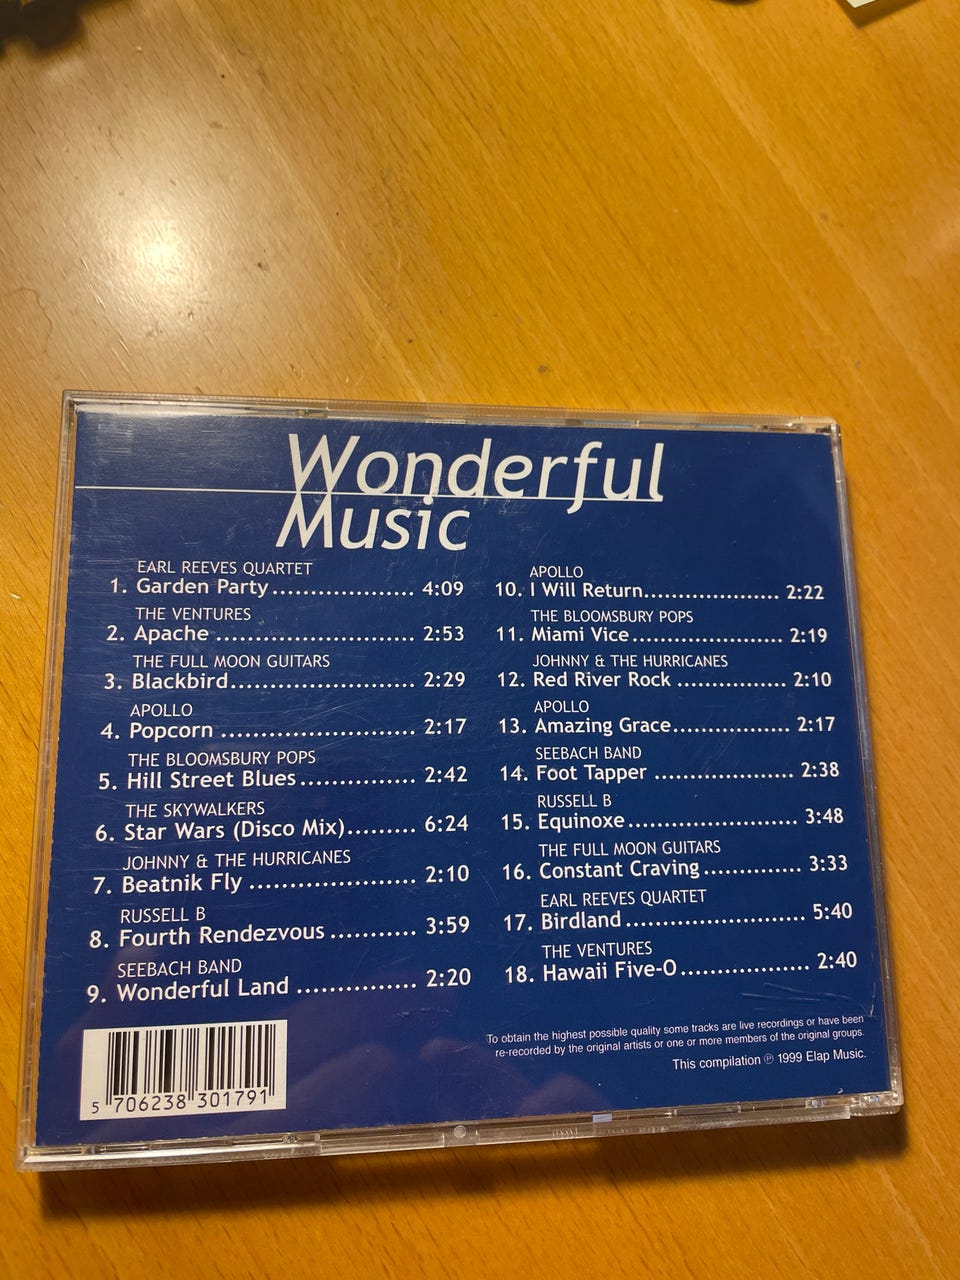 Wonderful
Music
EARL REEVES QUARTET
1. Garden Party.................... 4:09
THE VENTURES
2. Apache ............................ 2:53
THE FULL MOON GUITARS
3. Blackbird.......................... 2:29
APOLLO
4. Popcorn ........................... 2:17
THE BLOOMSBURY POPS
5. Hill Street Blues................ 2:42
THE SKYWALKERS
6. Star Wars (Disco Mix)......... 6:24
JOHNNY & THE HURRICANES
7. Beatnik Fly ...................... 2:10
RUSSELL B
8. Fourth Rendezvous ........... 3:59
SEEBACH BAND
9. Wonderful Land ............... 2:20
APOLLO
10. I Will Return................... 2:22
THE BLOOMSBURY POPS
11. Miami Vice...................... 2:19
JOHNNY & THE HURRICANES
12. Red River Rock ............... 2:10
APOLLO
13. Amazing Grace................ 2:17
SEEBACH BAND
14. Foot Tapper ................... 2:38
RUSSELL B
15. Equinoxe........................ 3:48
THE FULL MOON GUITARS
16. Constant Craving............. 3:33
EARL REEVES QUARTET
17. Birdland......................... 5:40
THE VENTURES
18. Hawaii Five-O................. 2:40
To obtain the highest possible quality some tracks are live recordings or have been
re-recorded by the original artists or one or more members of the original groups.
This compilation ℗ 1999 Elap Music.
5 706238 301791